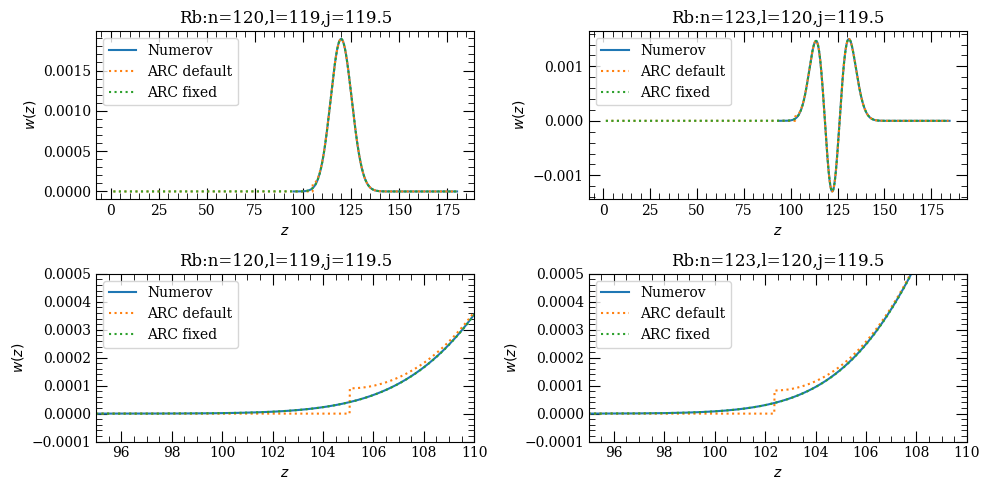 Rb:n=120,l=119,j=119.5
Numerov
ARC default
ARC fixed
w(z)
0.0015
0.0010
0.0005
0.0000
0 25 50 75 100 125 150 175
z
Rb:n=123,l=120,j=119.5
Numerov
ARC default
ARC fixed
w(z)
0.001
0.000
−0.001
0 25 50 75 100 125 150 175
z
Rb:n=120,l=119,j=119.5
Numerov
ARC default
ARC fixed
w(z)
0.0005
0.0004
0.0003
0.0002
0.0001
0.0000
−0.0001
96 98 100 102 104 106 108 110
z
Rb:n=123,l=120,j=119.5
Numerov
ARC default
ARC fixed
w(z)
0.0005
0.0004
0.0003
0.0002
0.0001
0.0000
−0.0001
96 98 100 102 104 106 108 110
z